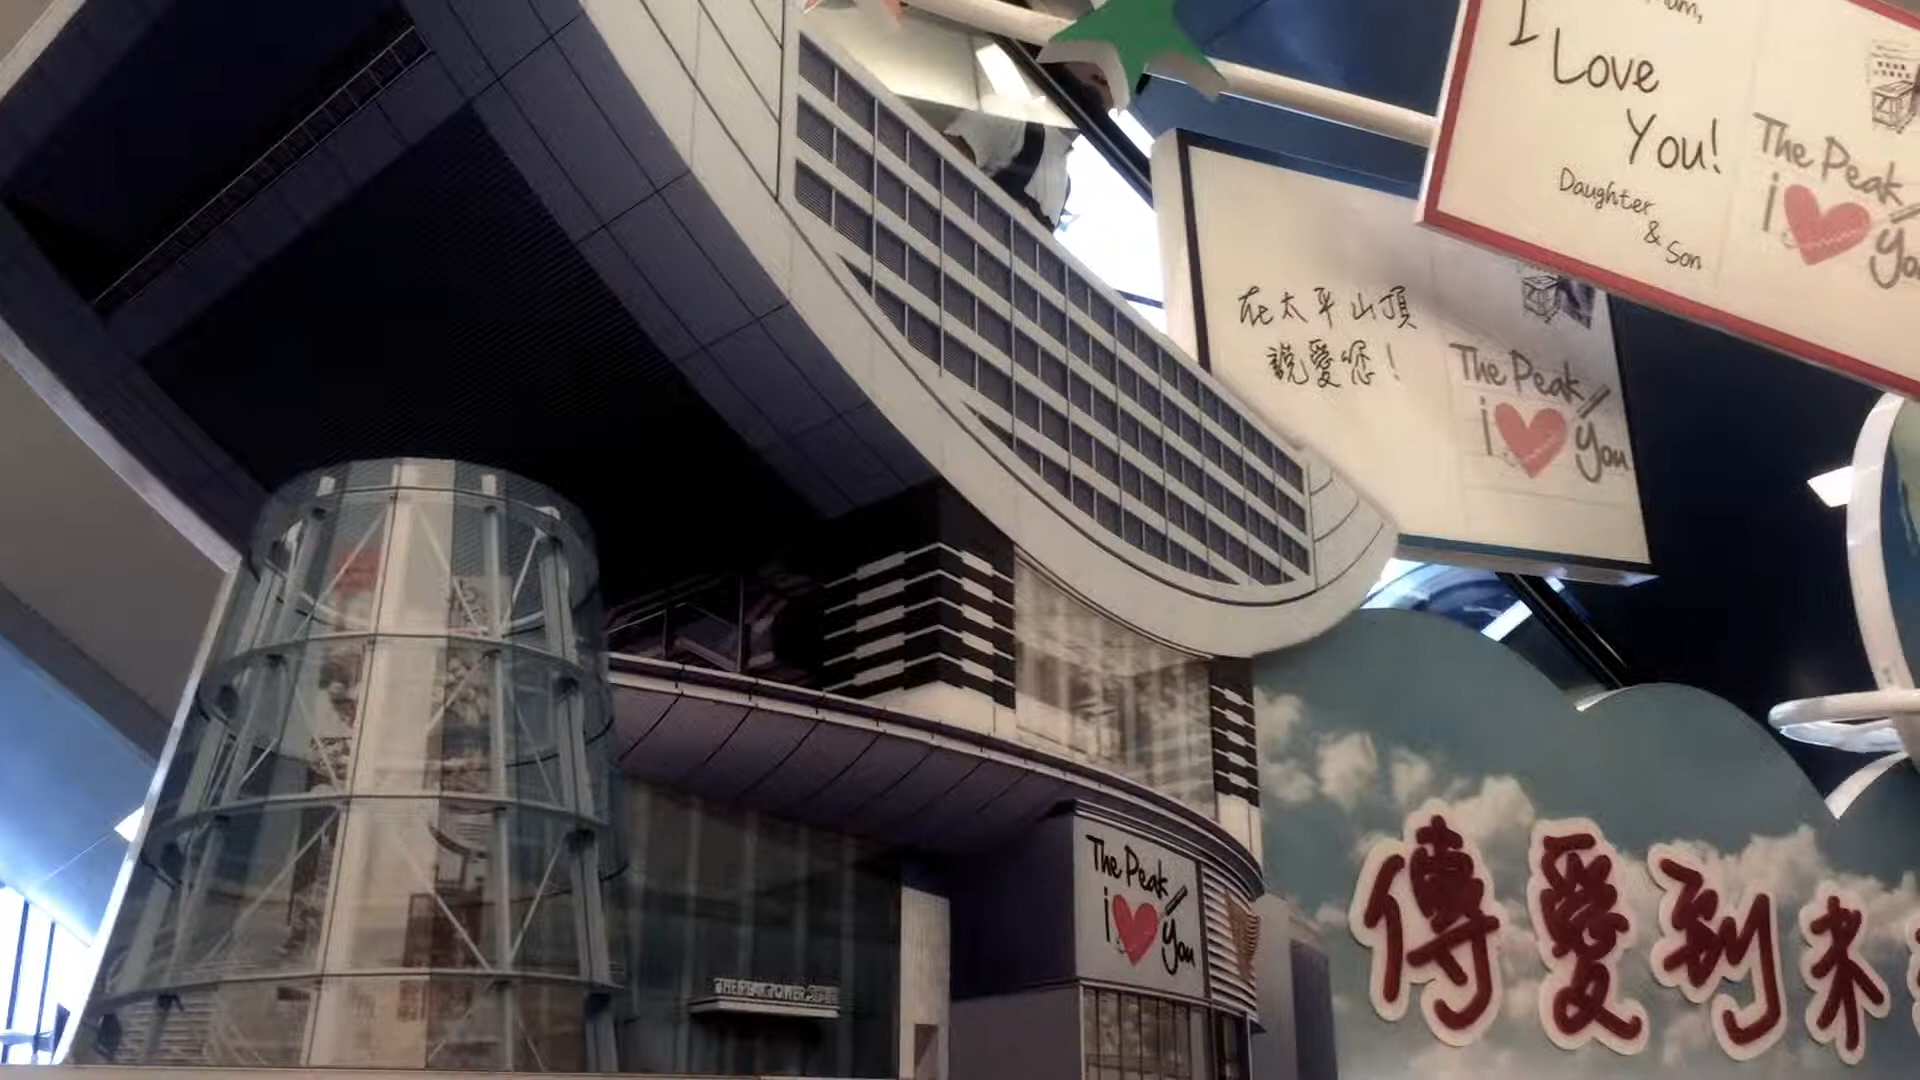 I
Love
You!
Daughter
& Son
The Peak
i
You
在太平山頂
說愛您！
The Peak
i
You
The Peak
i
You
傳愛到未